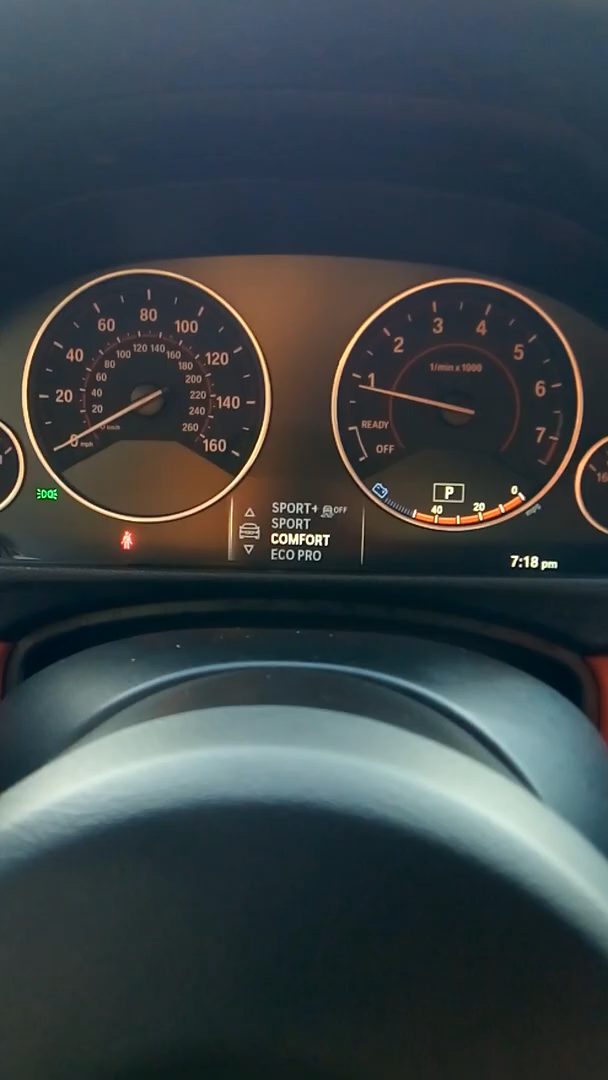 0 20 40 60 80 100 120 140 160
mph
20 40 60 80 100 120 140 160 180 200 220 240 260
km/h
1 2 3 4 5 6 7
1/min x 1000
READY
OFF
P
40 20 0
mpg
SPORT+ OFF
SPORT
COMFORT
ECO PRO
7:18 pm